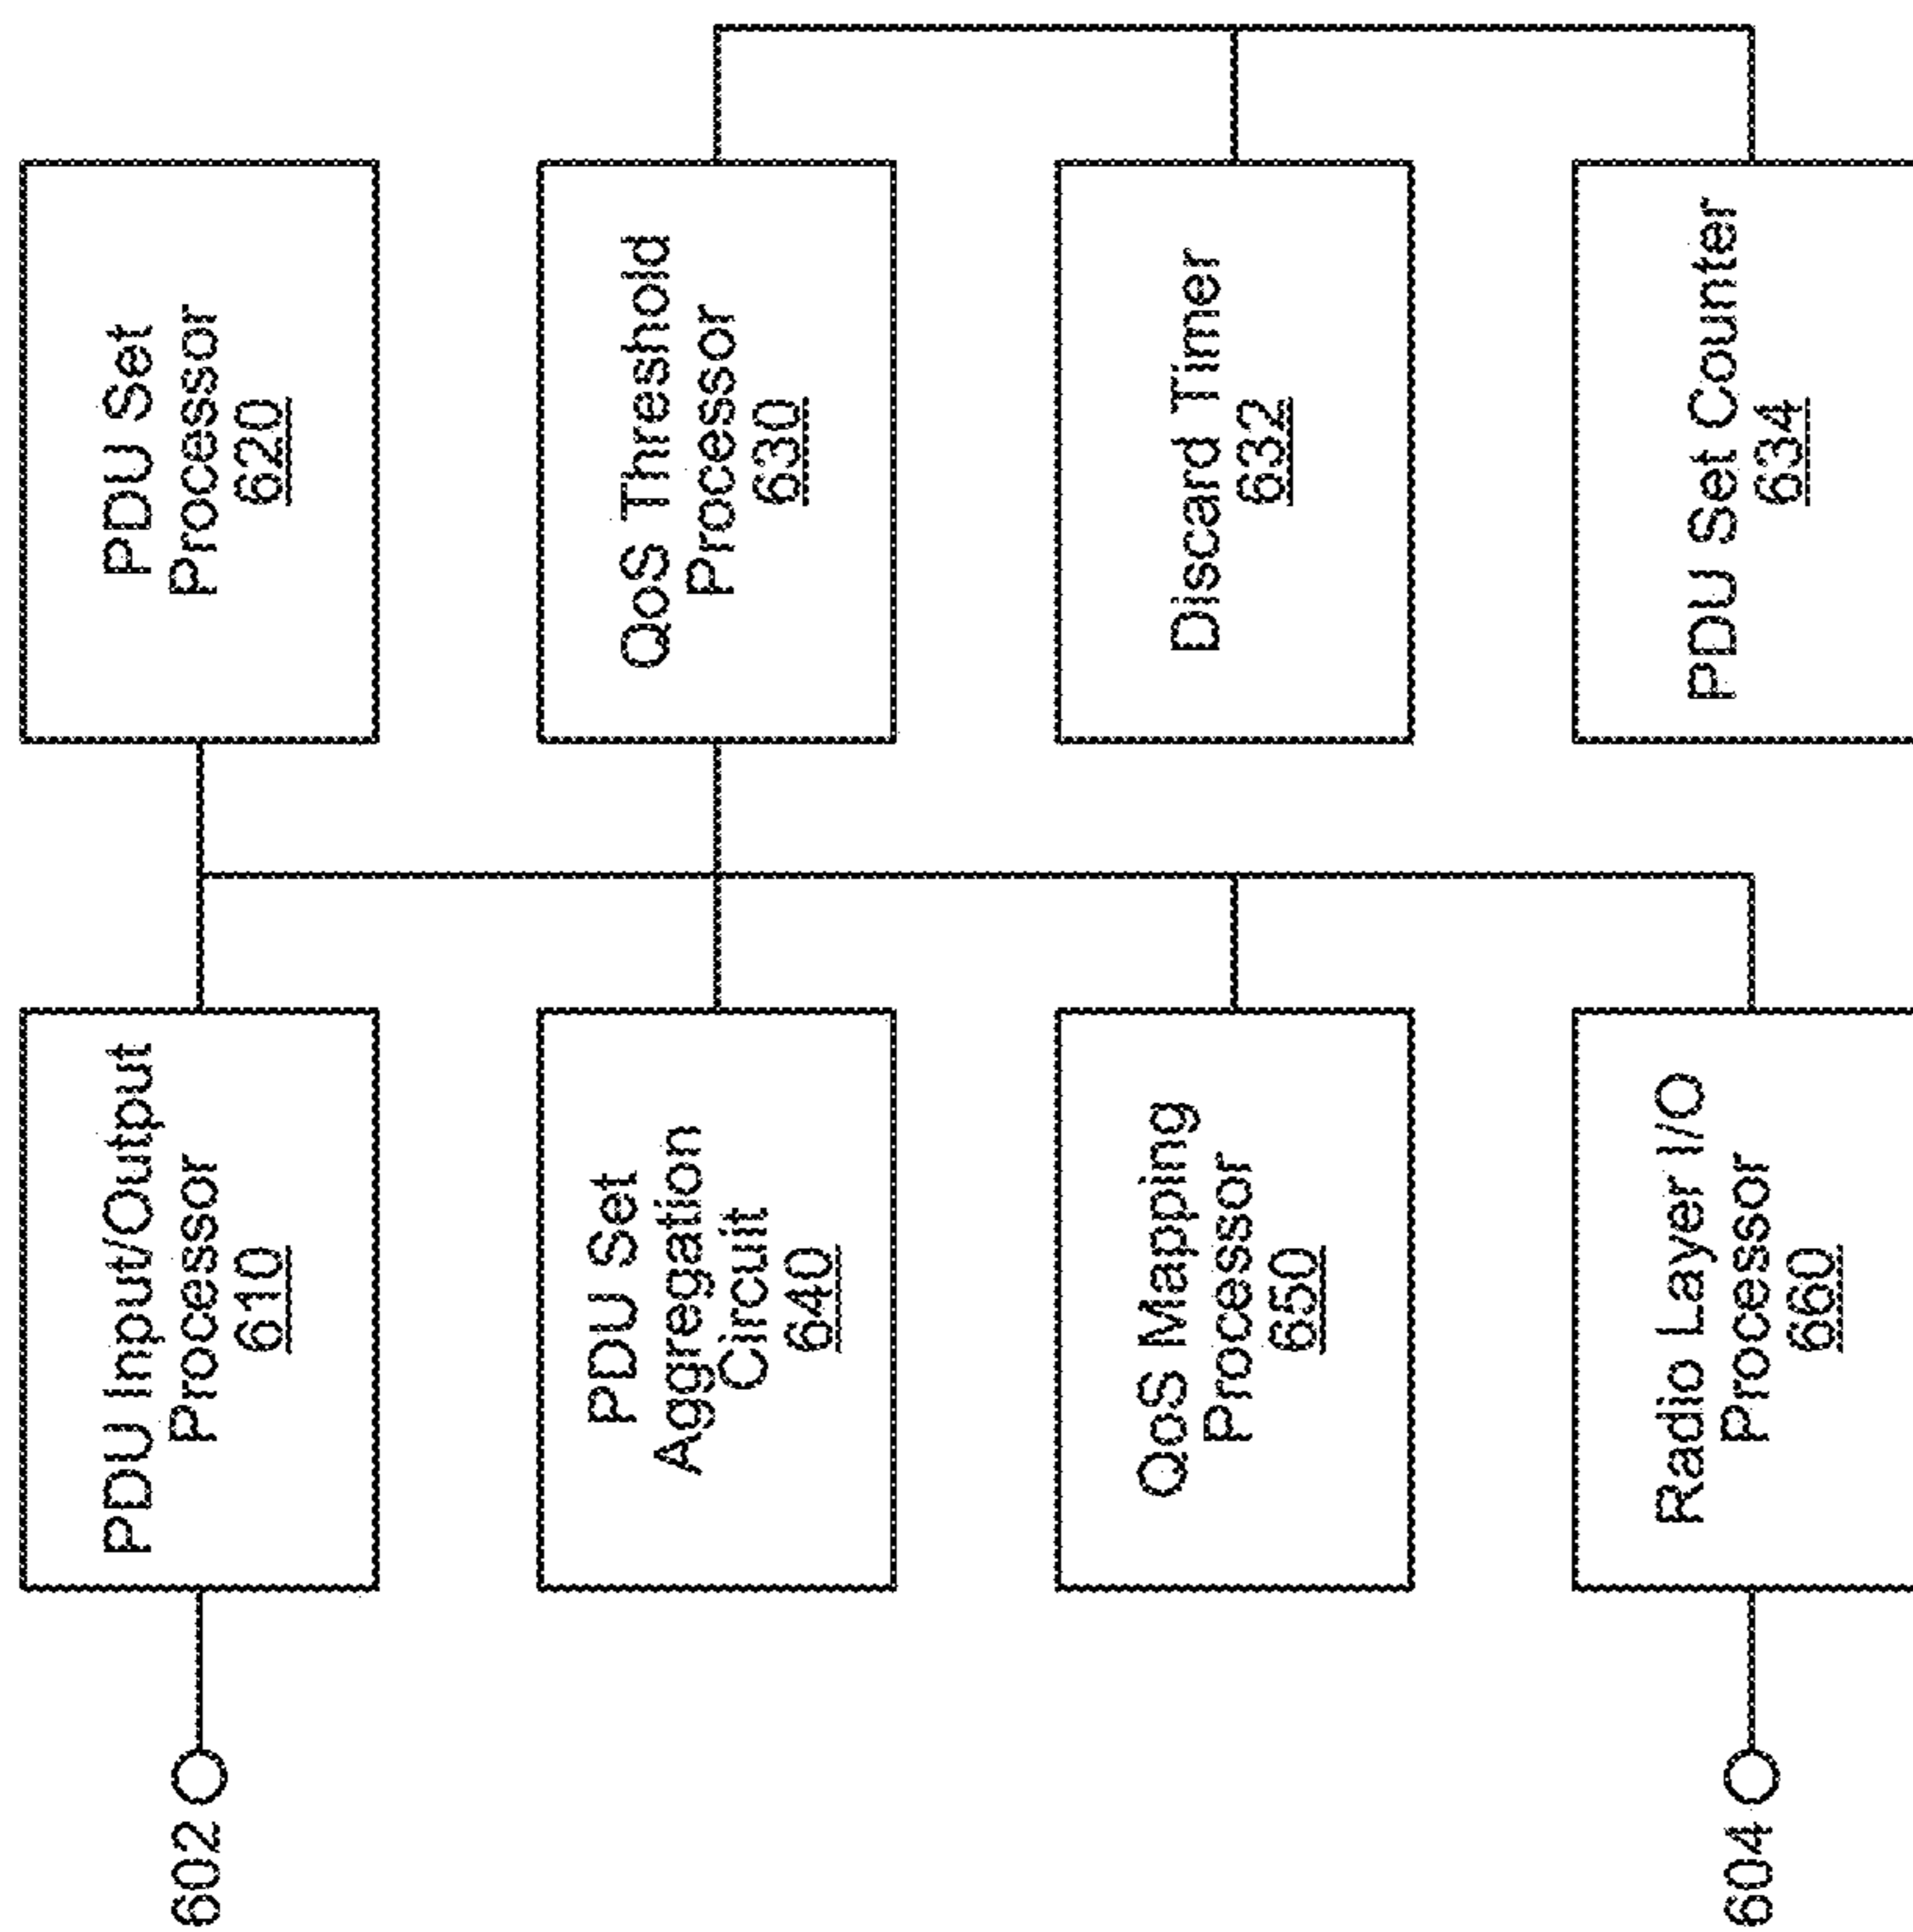 602
PDU Input/Output
Processor
610
PDU Set
Processor
620
PDU Set
Aggregation
Circuit
640
QoS Threshold
Processor
630
QoS Mapping
Processor
650
Discard Timer
632
604
Radio Layer I/O
Processor
660
PDU Set Counter
634